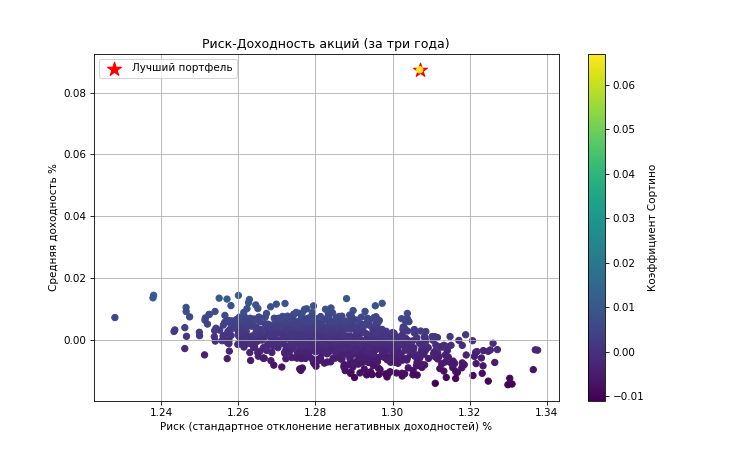 Риск-Доходность акций (за три года)
Лучший портфель
Средняя доходность %
0.08
0.06
0.04
0.02
0.00
1.24 1.26 1.28 1.30 1.32 1.34
Риск (стандартное отклонение негативных доходностей) %
0.06
0.05
0.04
0.03
0.02
0.01
0.00
−0.01
Коэффициент Сортино